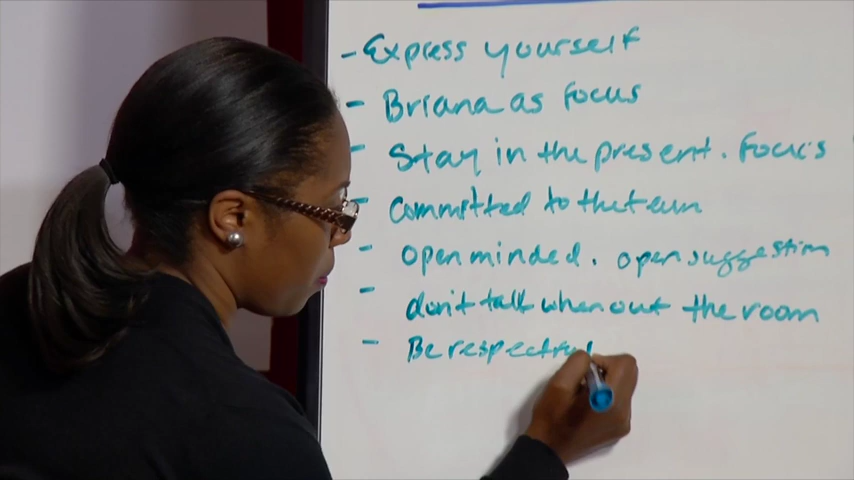 - Express yourself
- Briana as focus
- Stay in the present. Focus
- Committed to the team
- open minded. open suggestion
- don't talk when out the room
- Be respectful